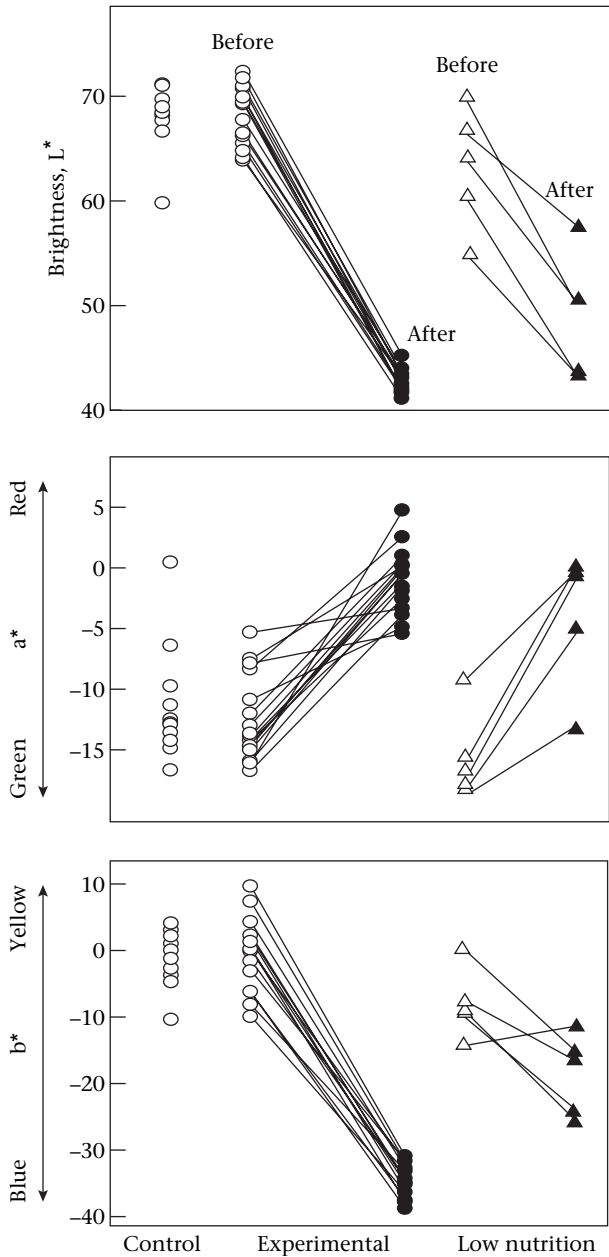 Before
Before
After
After
70
60
50
40
Brightness, L*
5
0
–5
–10
–15
Red
a*
Green
10
0
–10
–20
–30
–40
Yellow
b*
Blue
Control Experimental Low nutrition